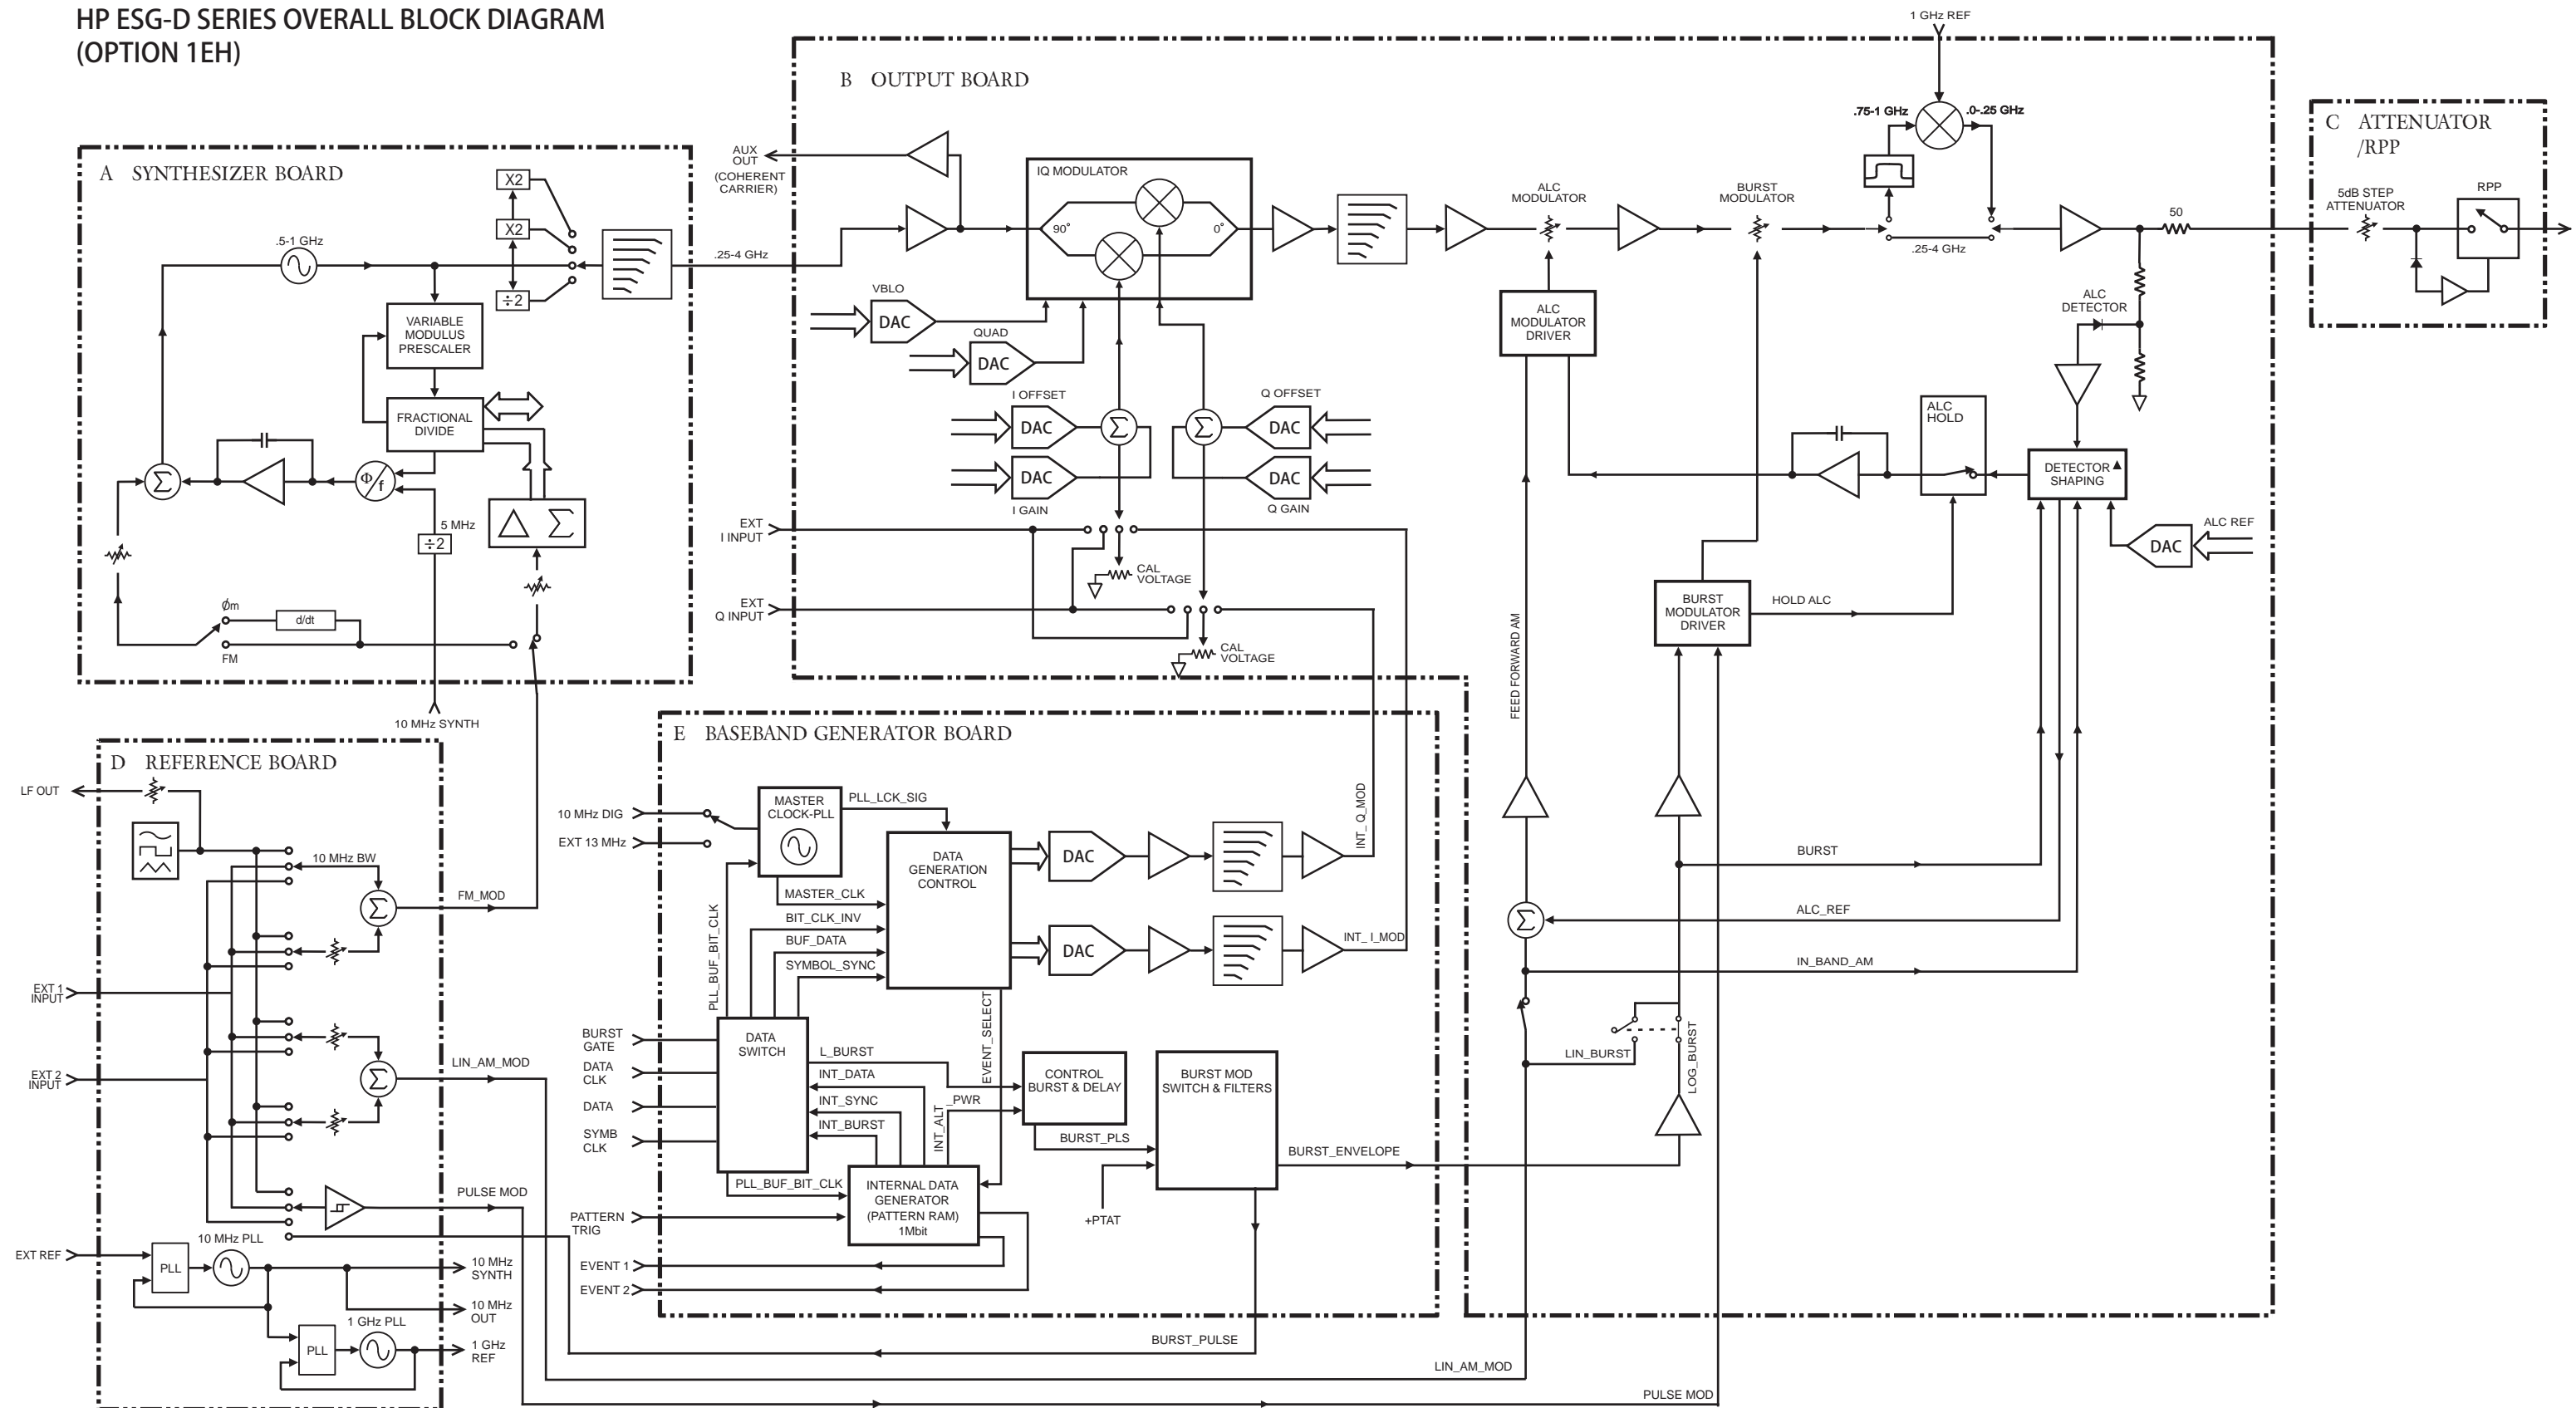 HP ESG-D SERIES OVERALL BLOCK DIAGRAM
(OPTION 1EH)
1 GHz REF
B OUTPUT BOARD
.75-1 GHz
.0-.25 GHz
.25-4 GHz
AUX
OUT
(COHERENT
CARRIER)
IQ MODULATOR
90°
0°
ALC
MODULATOR
BURST
MODULATOR
50
C ATTENUATOR
/RPP
5dB STEP
ATTENUATOR
RPP
A SYNTHESIZER BOARD
X2
X2
÷2
.5-1 GHz
.25-4 GHz
VARIABLE
MODULUS
PRESCALER
FRACTIONAL
DIVIDE
Σ
Φ/f
5 MHz
÷2
Δ Σ
Øm
d/dt
FM
10 MHz SYNTH
VBLO
DAC
QUAD
DAC
I OFFSET
DAC
Σ
Σ
Q OFFSET
DAC
DAC
I GAIN
DAC
Q GAIN
EXT
I INPUT
CAL
VOLTAGE
EXT
Q INPUT
CAL
VOLTAGE
ALC
MODULATOR
DRIVER
ALC
DETECTOR
ALC
HOLD
DETECTOR
SHAPING
ALC REF
DAC
BURST
MODULATOR
DRIVER
HOLD ALC
FEED FORWARD AM
BURST
Σ
ALC_REF
IN_BAND_AM
LIN_BURST
LOG_BURST
D REFERENCE BOARD
LF OUT
10 MHz BW
Σ
FM_MOD
EXT 1
INPUT
EXT 2
INPUT
Σ
LIN_AM_MOD
PULSE MOD
EXT REF
PLL
10 MHz PLL
10 MHz
SYNTH
10 MHz
OUT
1 GHz PLL
PLL
1 GHz
REF
E BASEBAND GENERATOR BOARD
10 MHz DIG
EXT 13 MHz
MASTER
CLOCK-PLL
PLL_LCK_SIG
DATA
GENERATION
CONTROL
DAC
DAC
INT_ Q_MOD
INT_ I_MOD
MASTER_CLK
BIT_CLK_INV
BUF_DATA
SYMBOL_SYNC
PLL_BUF_BIT_CLK
EVENT_SELECT
BURST
GATE
DATA
CLK
DATA
SYMB
CLK
DATA
SWITCH
L_BURST
INT_DATA
INT_SYNC
INT_BURST
INT_ALT
_PWR
CONTROL
BURST & DELAY
BURST MOD
SWITCH & FILTERS
BURST_PLS
BURST_ENVELOPE
+PTAT
PLL_BUF_BIT_CLK
INTERNAL DATA
GENERATOR
(PATTERN RAM)
1Mbit
PATTERN
TRIG
EVENT 1
EVENT 2
BURST_PULSE
LIN_AM_MOD
PULSE MOD